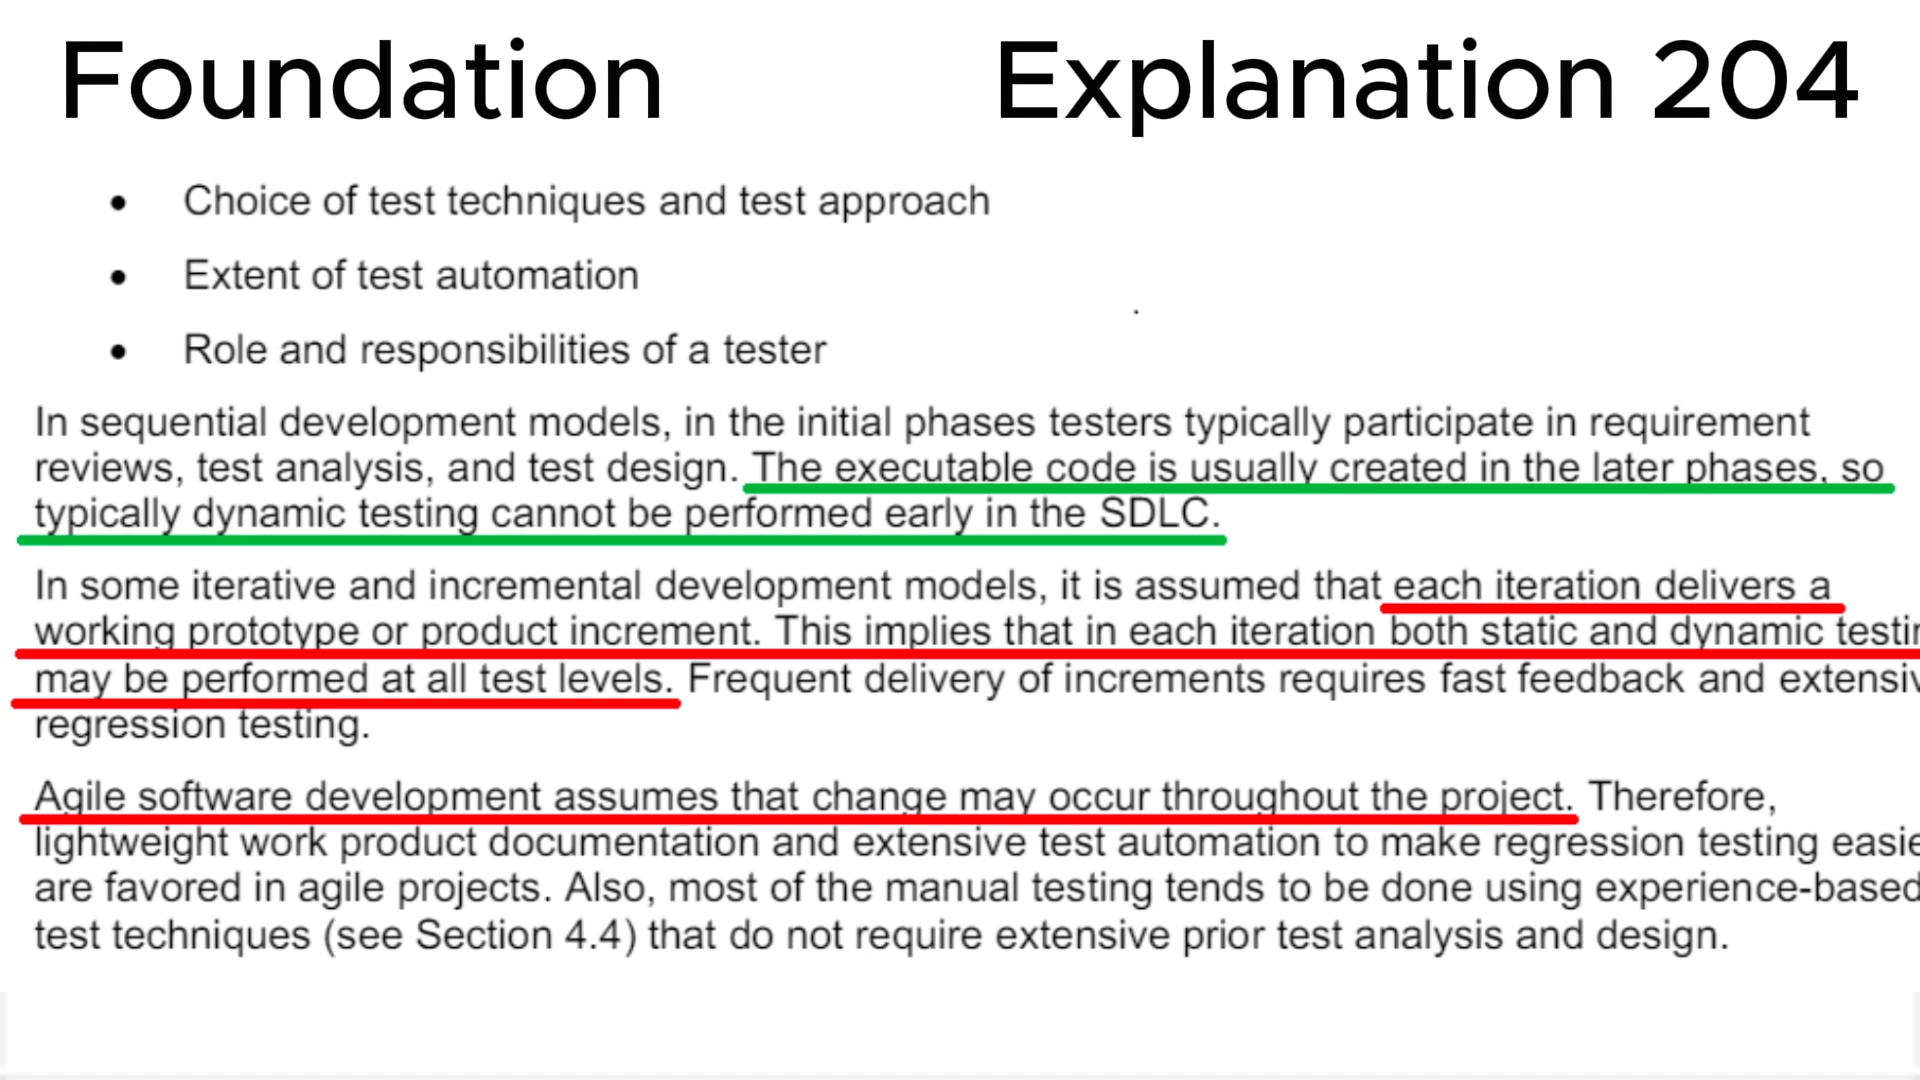 Foundation Explanation 204
• Choice of test techniques and test approach
• Extent of test automation
• Role and responsibilities of a tester
In sequential development models, in the initial phases testers typically participate in requirement
reviews, test analysis, and test design. The executable code is usually created in the later phases, so
typically dynamic testing cannot be performed early in the SDLC.
In some iterative and incremental development models, it is assumed that each iteration delivers a
working prototype or product increment. This implies that in each iteration both static and dynamic
may be performed at all test levels. Frequent delivery of increments requires fast feedback and
regression testing.
Agile software development assumes that change may occur throughout the project. Therefore,
lightweight work product documentation and extensive test automation to make regression testing
are favored in agile projects. Also, most of the manual testing tends to be done using experience-based
test techniques (see Section 4.4) that do not require extensive prior test analysis and design.